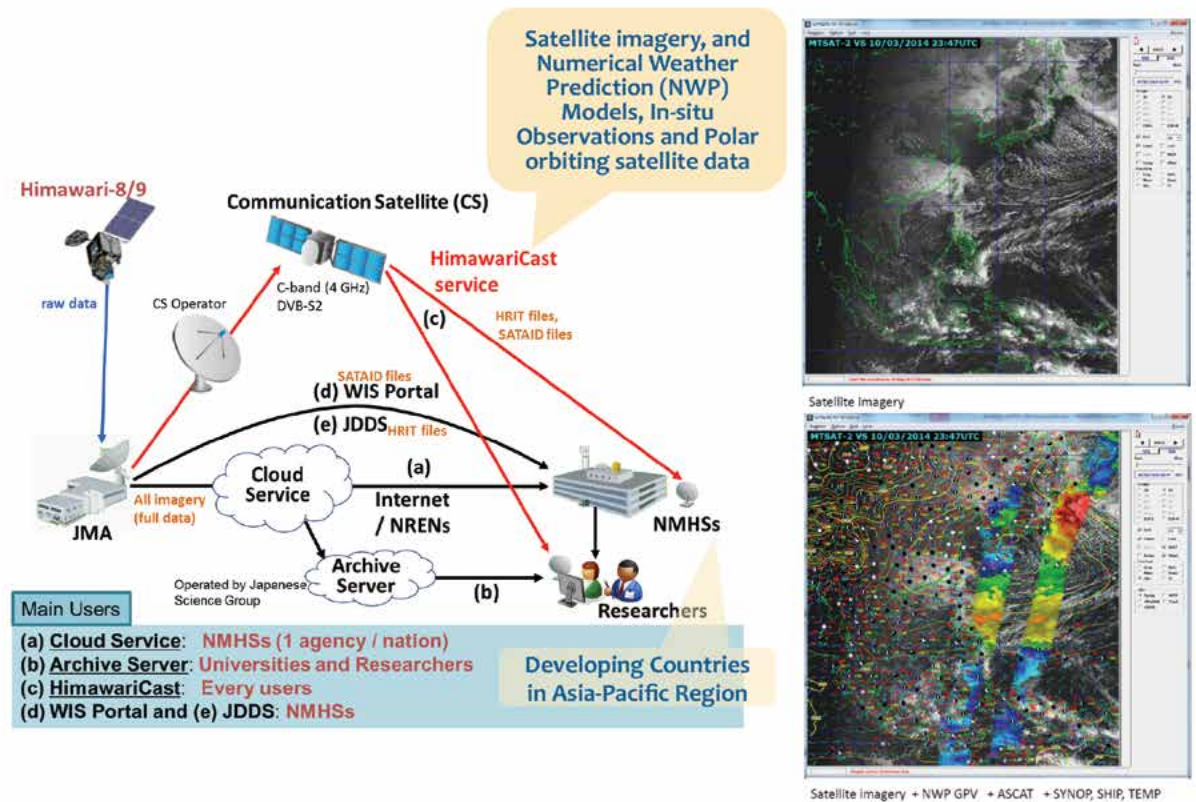 Satellite imagery, and
Numerical Weather
Prediction (NWP)
Models, In-situ
Observations and Polar
orbiting satellite data
Himawari-8/9
Communication Satellite (CS)
HimawariCast
service
raw data
CS Operator
C-band (4 GHz)
DVB-S2
(c)
HRIT files,
SATAID files
SATAID files
(d) WIS Portal
(e) JDDS HRIT files
Cloud
Service
(a)
Internet
/ NRENs
All imagery
(full data)
JMA
NMHSs
Archive
Server
Operated by Japanese
Science Group
(b)
Researchers
Main Users
(a) Cloud Service: NMHSs (1 agency / nation)
(b) Archive Server: Universities and Researchers
(c) HimawariCast: Every users
(d) WIS Portal and (e) JDDS: NMHSs
Developing Countries
in Asia-Pacific Region
MTSAT-2 VS 10/03/2014 23:47UTC
Satellite Imagery
MTSAT-2 VS 10/03/2014 23:47UTC
Satellite imagery + NWP GPV + ASCAT + SYNOP, SHIP, TEMP